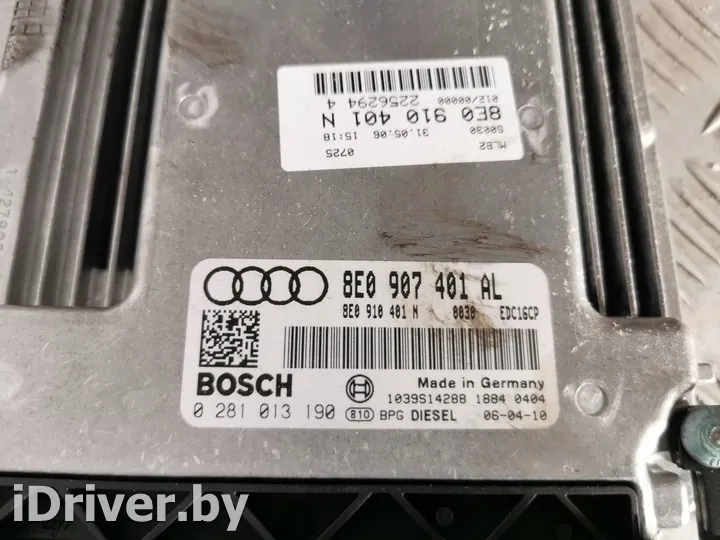 MLB2 0725
S0030 31.05.06 15:18
8E0 910 401 N
2256294 4
012/00000
8E0 907 401 AL
8E0 910 401 N 0030 EDC16CP
BOSCH
Made in Germany
1039S14288 1884 0404
0 281 013 190 810 BPG DIESEL 06-04-10
iDriver.by